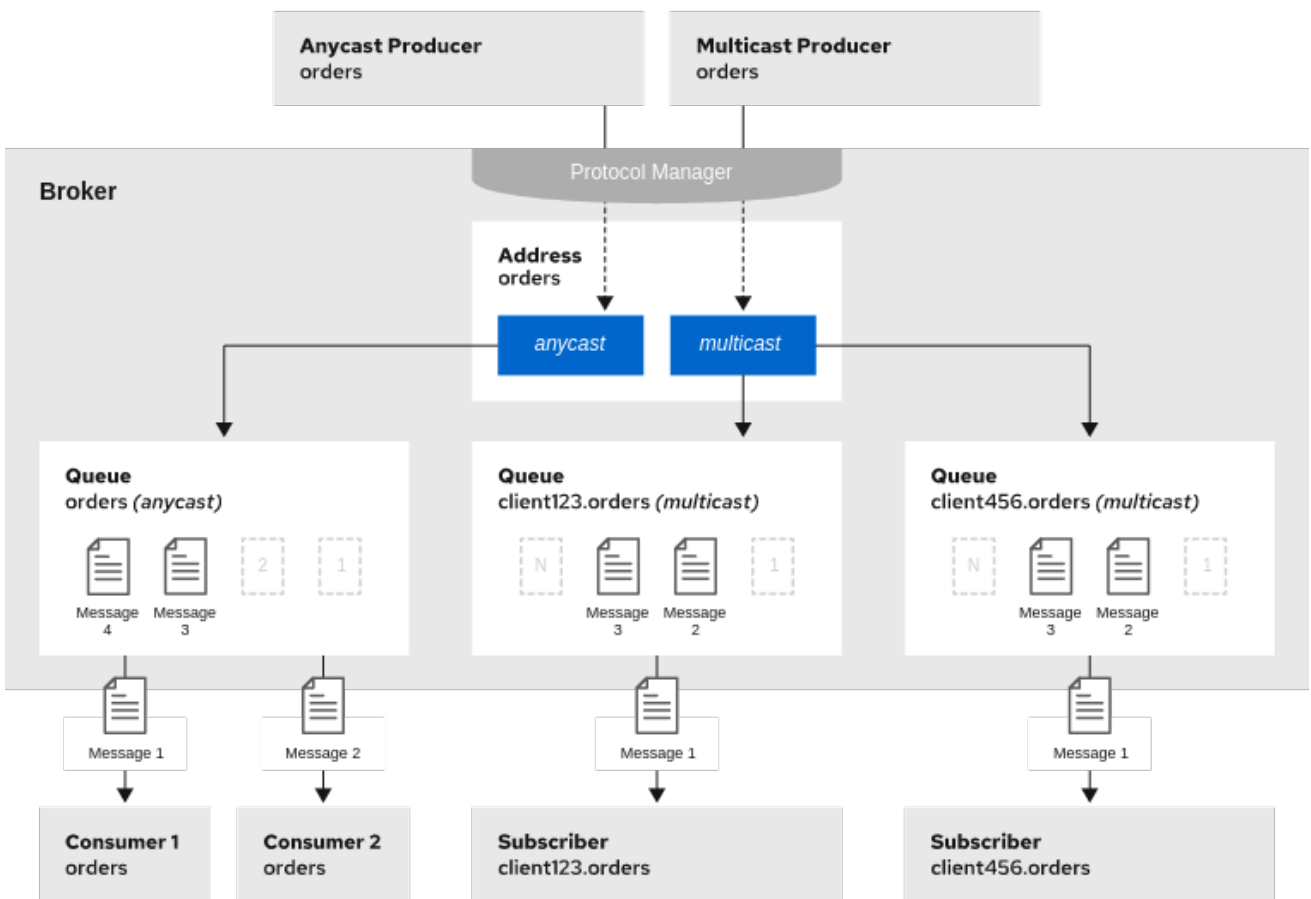 Anycast Producer
orders
Multicast Producer
orders
Protocol Manager
Broker
Address
orders
anycast
multicast
Queue
orders (anycast)
2
1
Message
4
Message
3
Queue
client123.orders (multicast)
N
1
Message
3
Message
2
Queue
client456.orders (multicast)
N
1
Message
3
Message
2
Message 1
Message 2
Message 1
Message 1
Consumer 1
orders
Consumer 2
orders
Subscriber
client123.orders
Subscriber
client456.orders